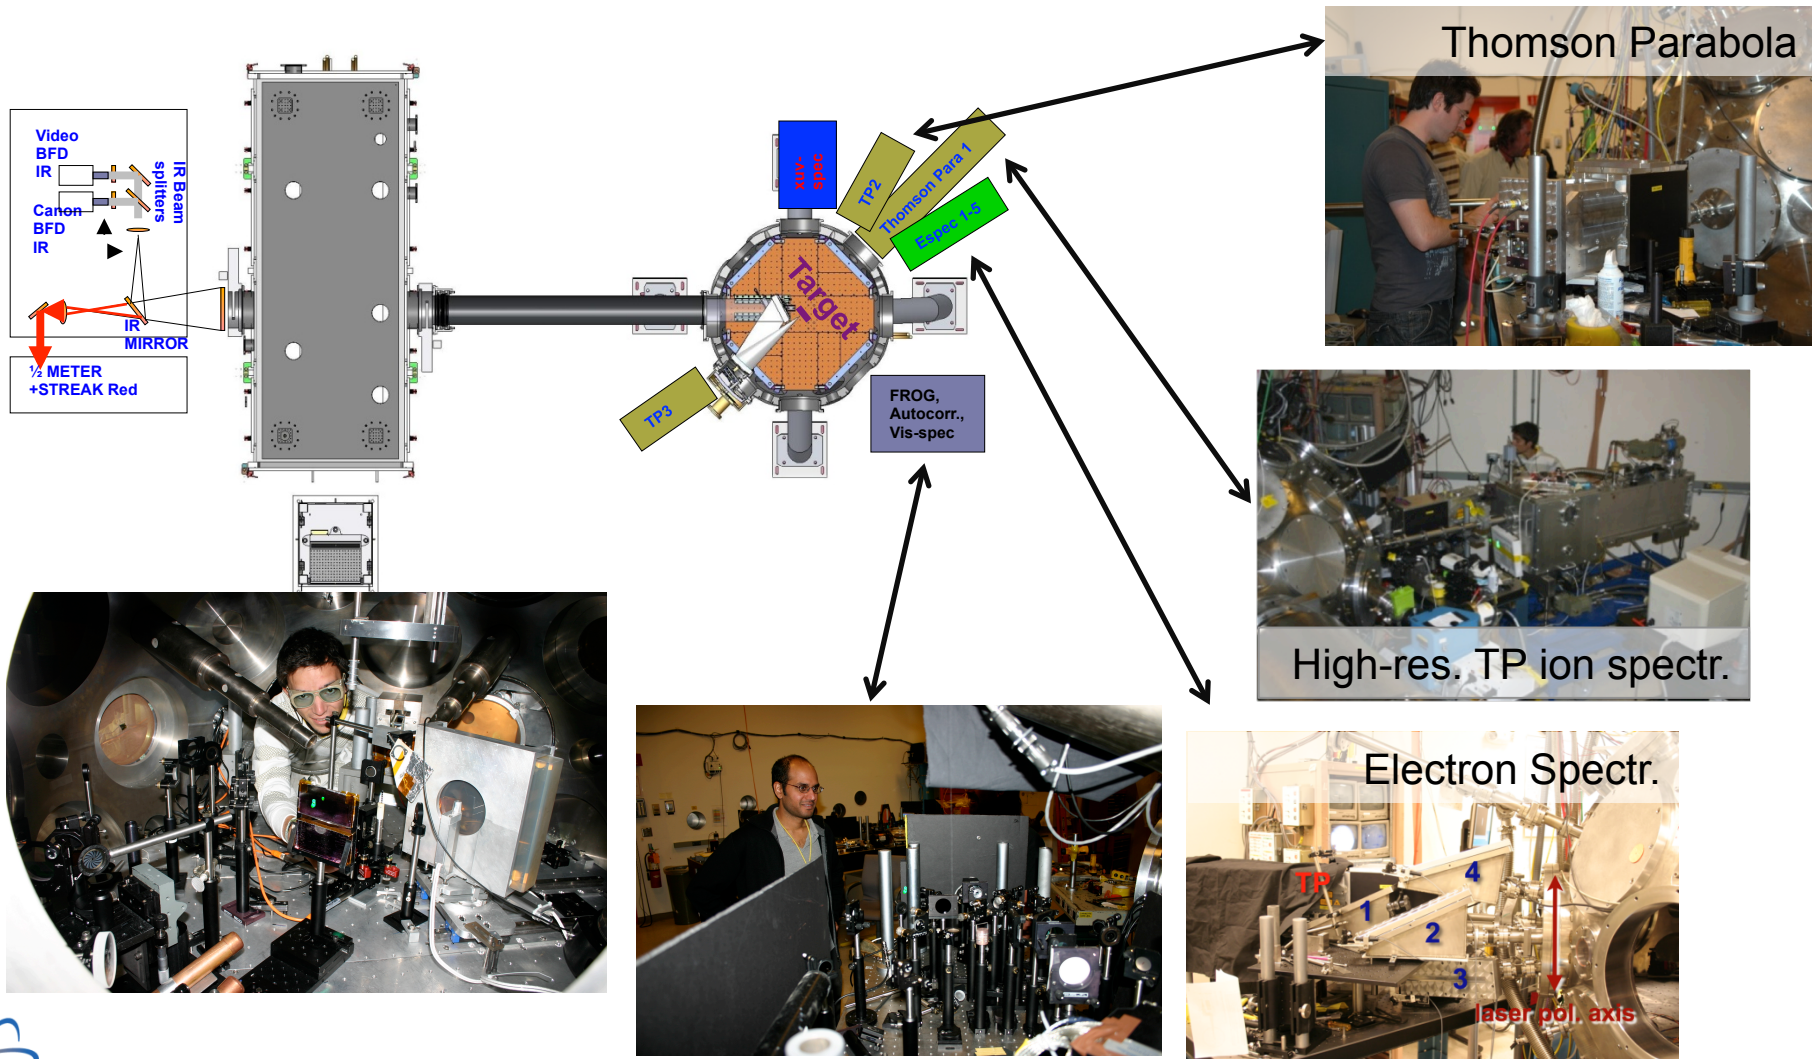 Thomson Parabola
Video
BFD
IR
IR Beam
splitters
Canon
BFD
IR
IR
MIRROR
½ METER
+STREAK Red
xuv-
spec
TP2
Thomson Para 1
Espec 1-5
Target
TP3
FROG,
Autocorr.,
Vis-spec
High-res. TP ion spectr.
Electron Spectr.
TP
4
1
2
3
laser pol. axis